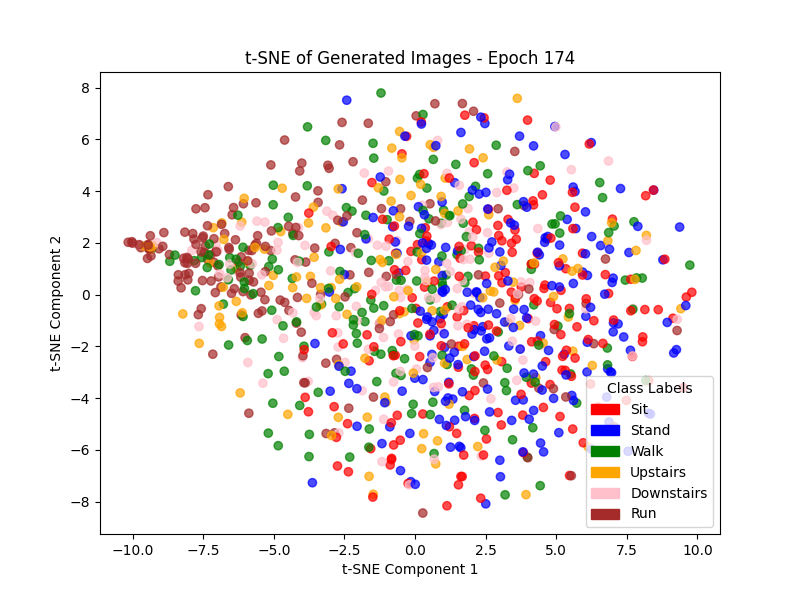 t-SNE of Generated Images - Epoch 174
t-SNE Component 2
8
6
4
2
0
−2
−4
−6
−8
Class Labels
Sit
Stand
Walk
Upstairs
Downstairs
Run
−10.0 −7.5 −5.0 −2.5 0.0 2.5 5.0 7.5 10.0
t-SNE Component 1